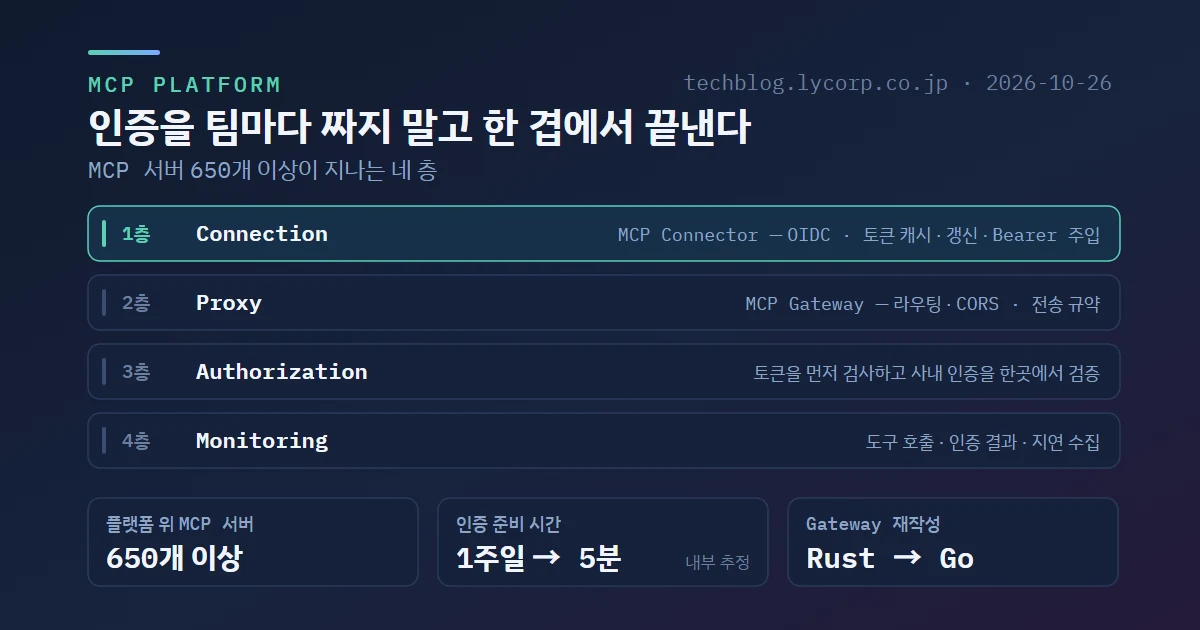 MCP PLATFORM
techblog.lycorp.co.jp · 2026-10-26
인증을 팀마다 짜지 말고 한 겹에서 끝낸다
MCP 서버 650개 이상이 지나는 네 층
1층 Connection MCP Connector — OIDC · 토큰 캐시 · 갱신 · Bearer 주입
2층 Proxy MCP Gateway — 라우팅 · CORS · 전송 규약
3층 Authorization 토큰을 먼저 검사하고 사내 인증을 한곳에서 검증
4층 Monitoring 도구 호출 · 인증 결과 · 지연 수집
플랫폼 위 MCP 서버
650개 이상
인증 준비 시간
1주일 → 5분 내부 추정
Gateway 재작성
Rust → Go